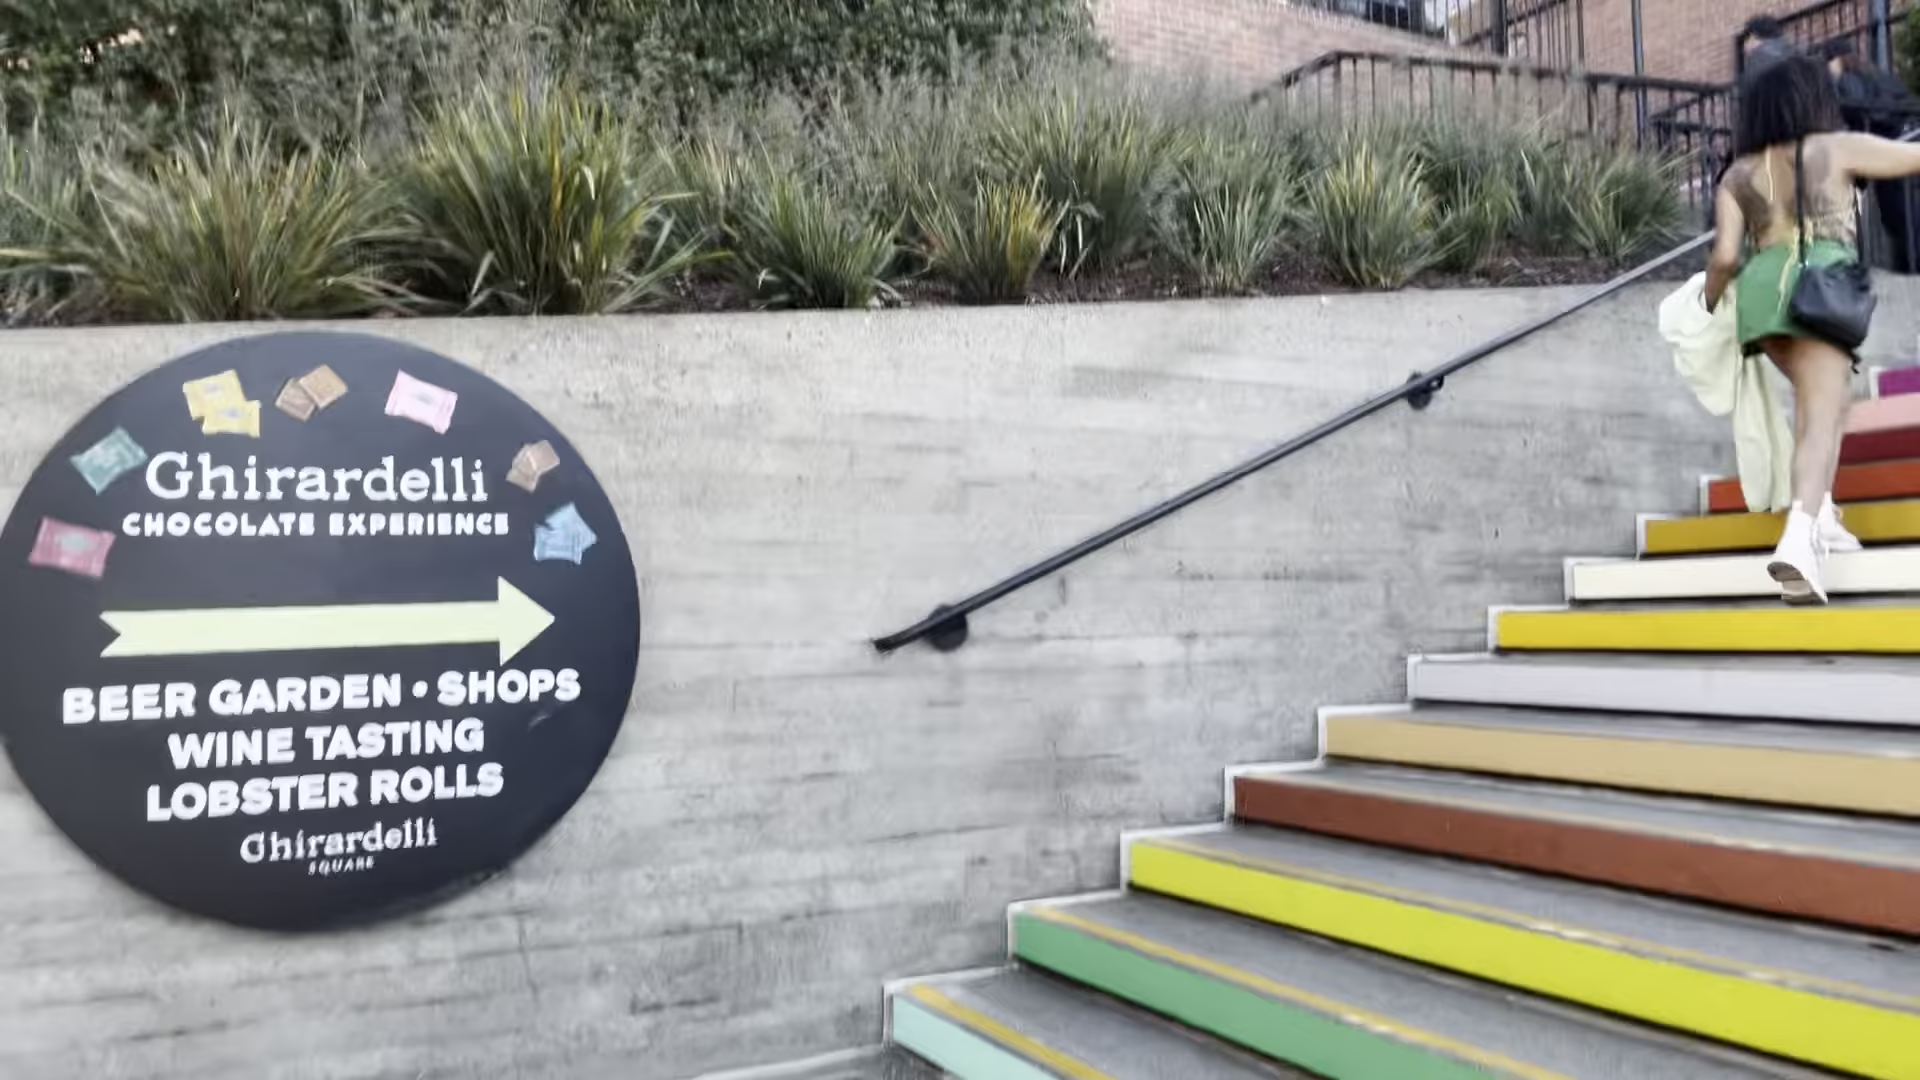 Ghirardelli
CHOCOLATE EXPERIENCE
BEER GARDEN • SHOPS
WINE TASTING
LOBSTER ROLLS
Ghirardelli
SQUARE